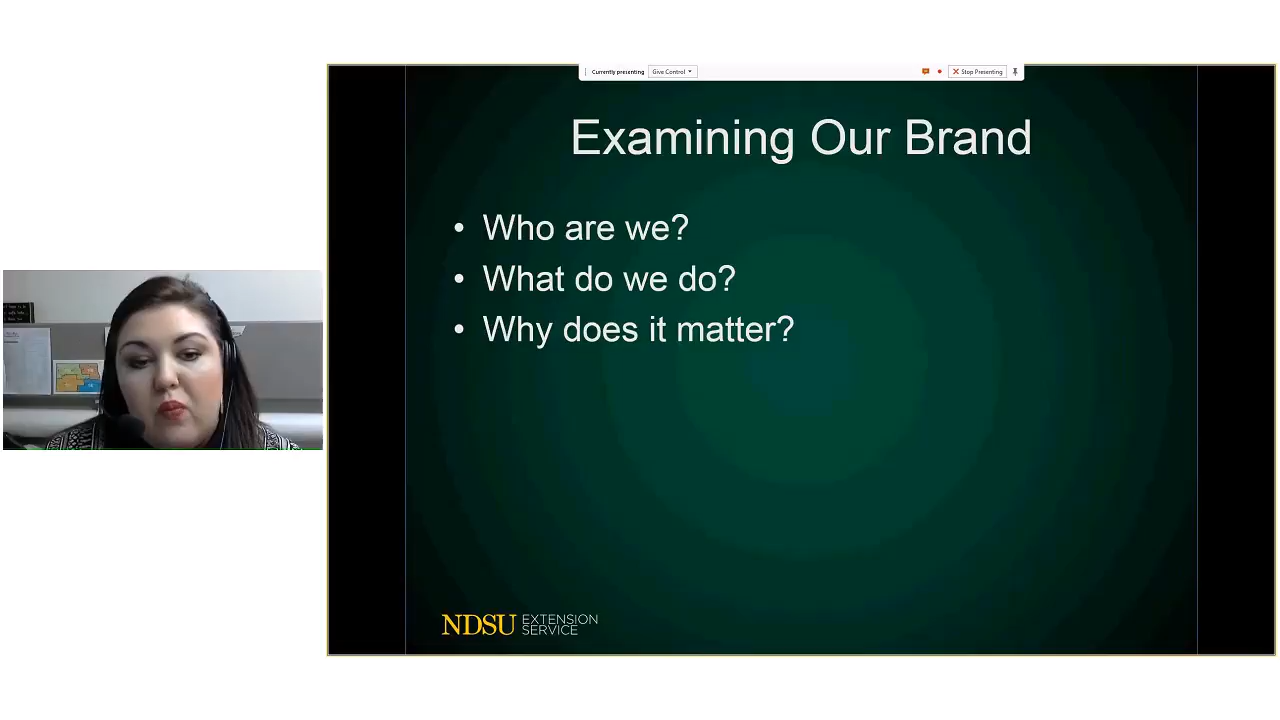 Currently presenting
Give Control
Stop Presenting
Examining Our Brand
• Who are we?
• What do we do?
• Why does it matter?
NDSU EXTENSION
SERVICE